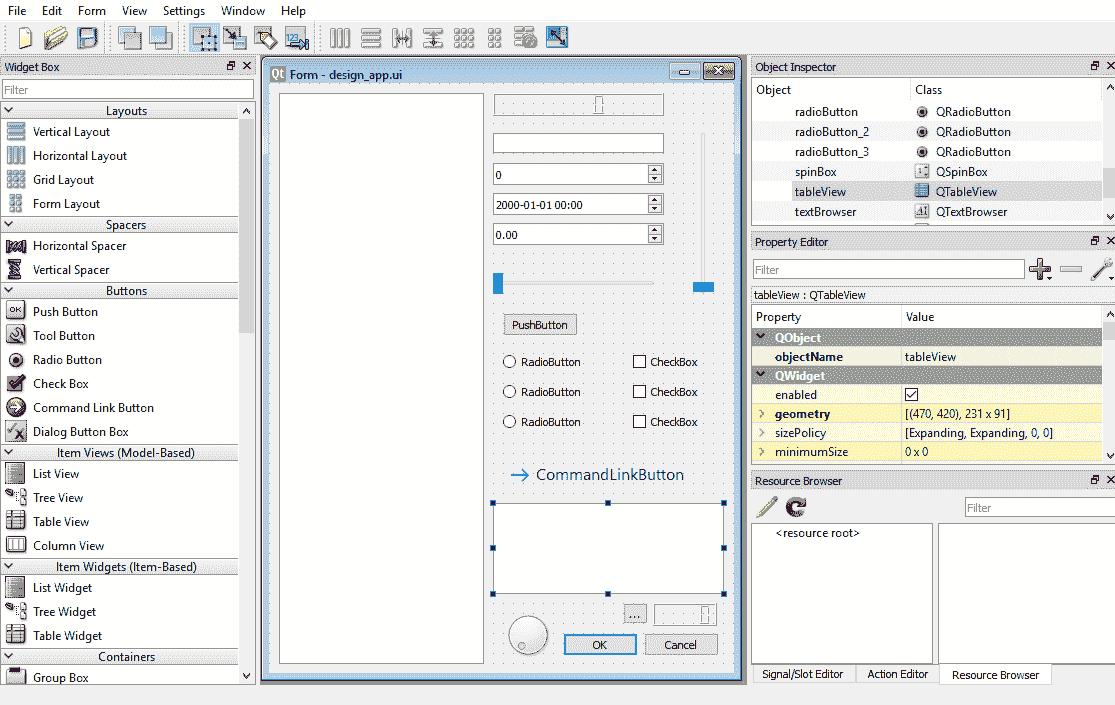 File Edit Form View Settings Window Help
Widget Box
Filter
Layouts
Vertical Layout
Horizontal Layout
Grid Layout
Form Layout
Spacers
Horizontal Spacer
Vertical Spacer
Buttons
OK Push Button
Tool Button
Radio Button
Check Box
Command Link Button
Dialog Button Box
Item Views (Model-Based)
List View
Tree View
Table View
Column View
Item Widgets (Item-Based)
List Widget
Tree Widget
Table Widget
Containers
Group Box
Qt Form - design_app.ui
0
2000-01-01 00:00
0.00
PushButton
RadioButton CheckBox
RadioButton CheckBox
RadioButton CheckBox
CommandLinkButton
...
OK Cancel
Object Inspector
Object Class
radioButton QRadioButton
radioButton_2 QRadioButton
radioButton_3 QRadioButton
spinBox QSpinBox
tableView QTableView
textBrowser AI QTextBrowser
Property Editor
Filter
tableView : QTableView
Property Value
QObject
objectName tableView
QWidget
enabled
geometry [(470, 420), 231 x 91]
sizePolicy [Expanding, Expanding, 0, 0]
minimumSize 0 x 0
Resource Browser
Filter
<resource root>
Signal/Slot Editor Action Editor Resource Browser